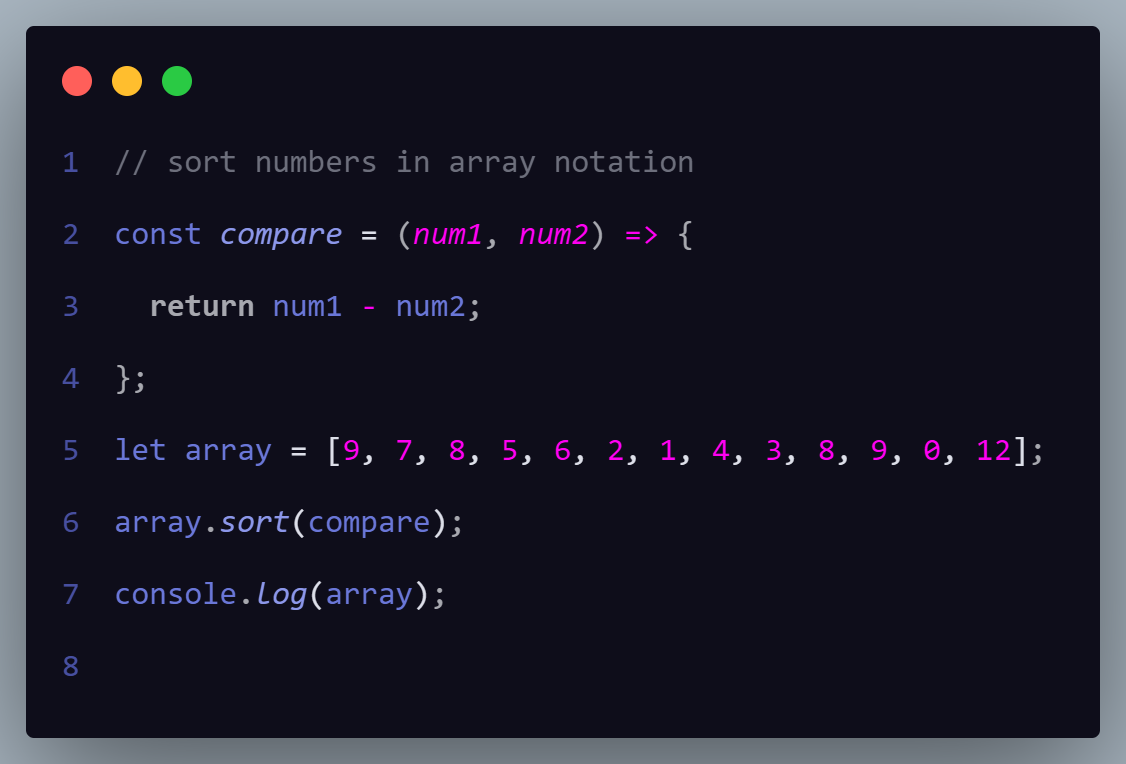 1 // sort numbers in array notation
2 const compare = (num1, num2) => {
3   return num1 - num2;
4 };
5 let array = [9, 7, 8, 5, 6, 2, 1, 4, 3, 8, 9, 0, 12];
6 array.sort(compare);
7 console.log(array);
8